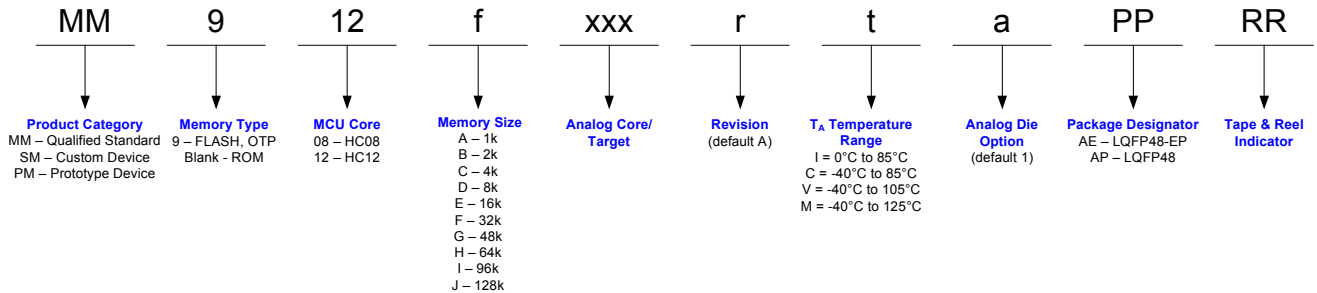 MM 9 12 f xxx r t a PP RR
Product Category
MM – Qualified Standard
SM – Custom Device
PM – Prototype Device
Memory Type
9 – FLASH, OTP
Blank - ROM
MCU Core
08 – HC08
12 – HC12
Memory Size
A – 1k
B – 2k
C – 4k
D – 8k
E – 16k
F – 32k
G – 48k
H – 64k
I – 96k
J – 128k
Analog Core/
Target
Revision
(default A)
TA Temperature
Range
I = 0°C to 85°C
C = -40°C to 85°C
V = -40°C to 105°C
M = -40°C to 125°C
Analog Die
Option
(default 1)
Package Designator
AE – LQFP48-EP
AP – LQFP48
Tape & Reel
Indicator